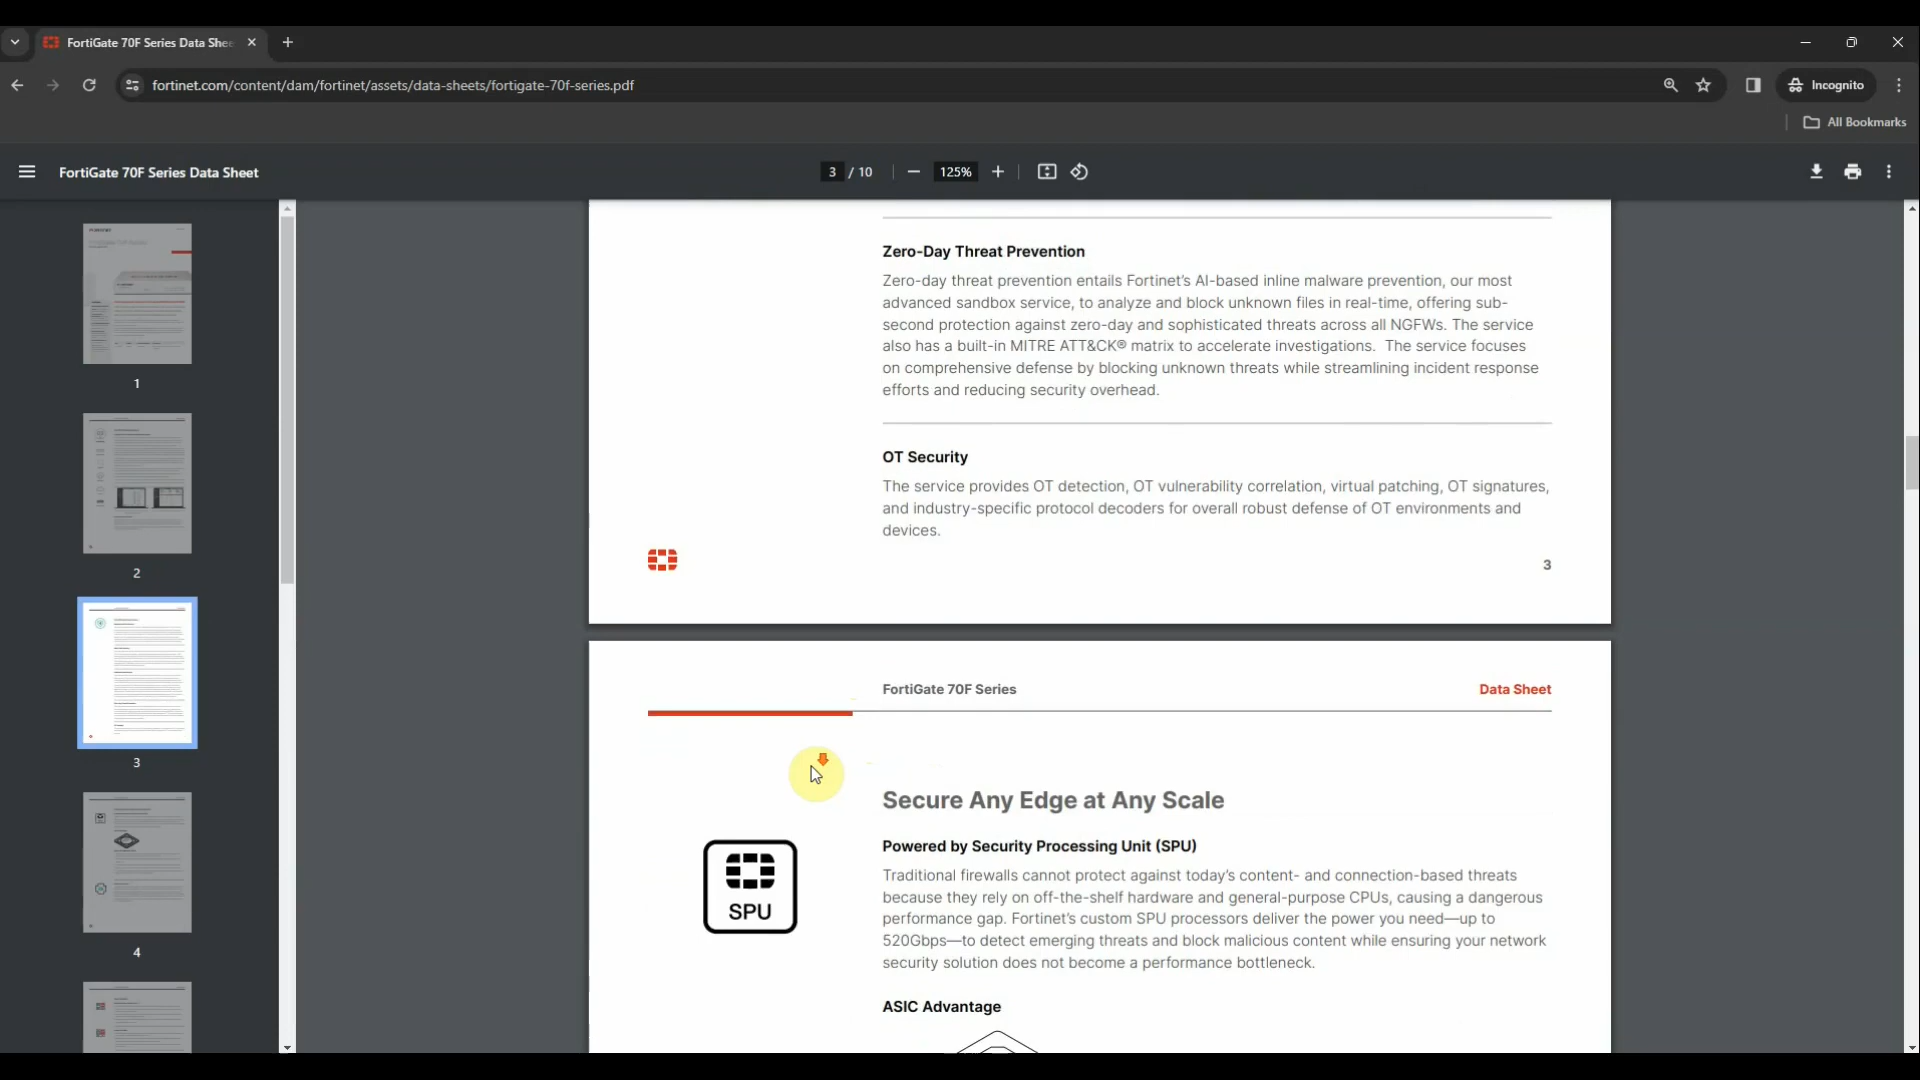 FortiGate 70F Series Data Shee
fortinet.com/content/dam/fortinet/assets/data-sheets/fortigate-70f-series.pdf
Incognito
All Bookmarks
FortiGate 70F Series Data Sheet
3 / 10
125%
1
2
3
4
Zero-Day Threat Prevention
Zero-day threat prevention entails Fortinet's AI-based inline malware prevention, our most
advanced sandbox service, to analyze and block unknown files in real-time, offering sub-
second protection against zero-day and sophisticated threats across all NGFWs. The service
also has a built-in MITRE ATT&CK® matrix to accelerate investigations. The service focuses
on comprehensive defense by blocking unknown threats while streamlining incident response
efforts and reducing security overhead.
OT Security
The service provides OT detection, OT vulnerability correlation, virtual patching, OT signatures,
and industry-specific protocol decoders for overall robust defense of OT environments and
devices.
3
FortiGate 70F Series
Data Sheet
Secure Any Edge at Any Scale
Powered by Security Processing Unit (SPU)
SPU
Traditional firewalls cannot protect against today's content- and connection-based threats
because they rely on off-the-shelf hardware and general-purpose CPUs, causing a dangerous
performance gap. Fortinet's custom SPU processors deliver the power you need—up to
520Gbps—to detect emerging threats and block malicious content while ensuring your network
security solution does not become a performance bottleneck.
ASIC Advantage